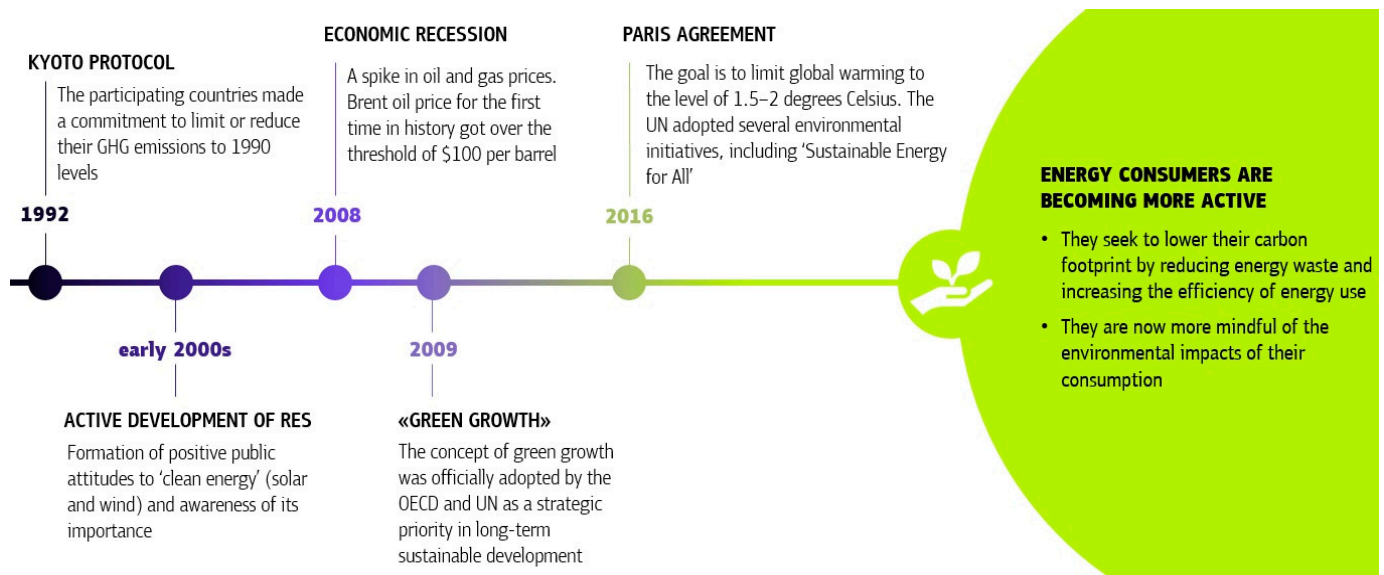 KYOTO PROTOCOL
The participating countries made
a commitment to limit or reduce
their GHG emissions to 1990
levels
1992
early 2000s
ACTIVE DEVELOPMENT OF RES
Formation of positive public
attitudes to ‘clean energy’ (solar
and wind) and awareness of its
importance
ECONOMIC RECESSION
A spike in oil and gas prices.
Brent oil price for the first
time in history got over the
threshold of $100 per barrel
2008
2009
«GREEN GROWTH»
The concept of green growth
was officially adopted by the
OECD and UN as a strategic
priority in long-term
sustainable development
PARIS AGREEMENT
The goal is to limit global warming to
the level of 1.5–2 degrees Celsius. The
UN adopted several environmental
initiatives, including ‘Sustainable Energy
for All’
2016
ENERGY CONSUMERS ARE
BECOMING MORE ACTIVE
• They seek to lower their carbon
footprint by reducing energy waste and
increasing the efficiency of energy use
• They are now more mindful of the
environmental impacts of their
consumption